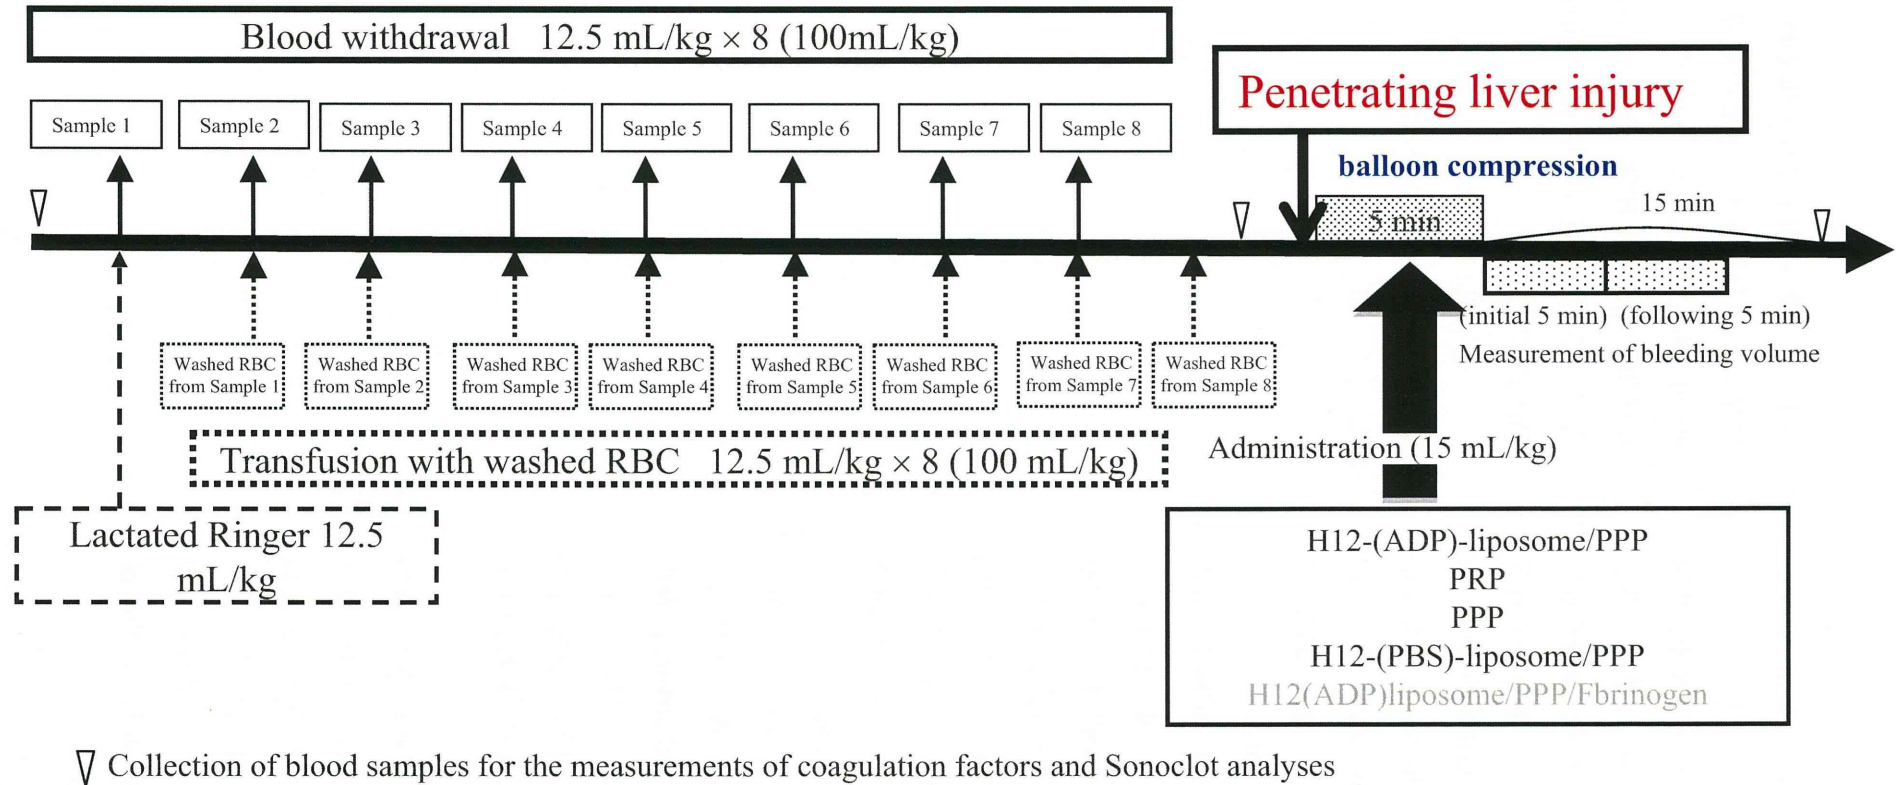 Blood withdrawal 12.5 mL/kg × 8 (100mL/kg)
Penetrating liver injury
Sample 1
Sample 2
Sample 3
Sample 4
Sample 5
Sample 6
Sample 7
Sample 8
balloon compression
5 min
15 min
(initial 5 min) (following 5 min)
Measurement of bleeding volume
Washed RBC
from Sample 1
Washed RBC
from Sample 2
Washed RBC
from Sample 3
Washed RBC
from Sample 4
Washed RBC
from Sample 5
Washed RBC
from Sample 6
Washed RBC
from Sample 7
Washed RBC
from Sample 8
Transfusion with washed RBC 12.5 mL/kg × 8 (100 mL/kg)
Administration (15 mL/kg)
Lactated Ringer 12.5
mL/kg
H12-(ADP)-liposome/PPP
PRP
PPP
H12-(PBS)-liposome/PPP
H12(ADP)liposome/PPP/Fbrinogen
Collection of blood samples for the measurements of coagulation factors and Sonoclot analyses